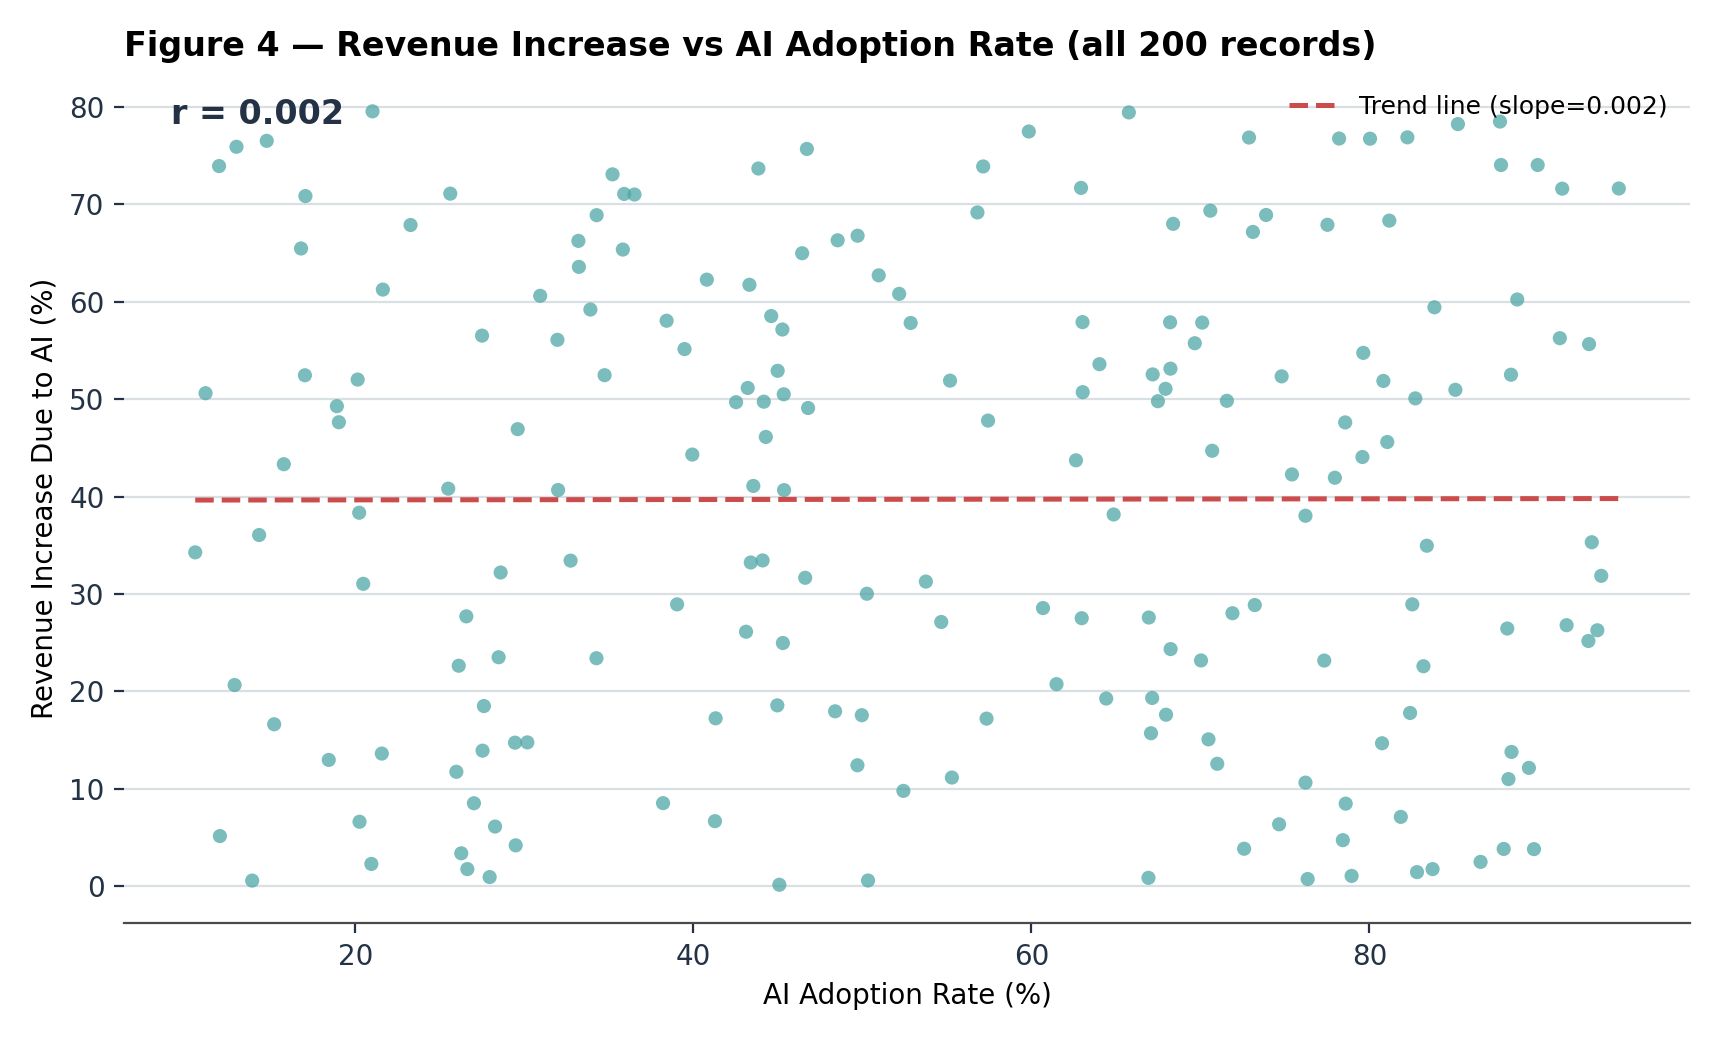 Figure 4 — Revenue Increase vs AI Adoption Rate (all 200 records)
r = 0.002
Trend line (slope=0.002)
Revenue Increase Due to AI (%)
80
70
60
50
40
30
20
10
0
20 40 60 80
AI Adoption Rate (%)